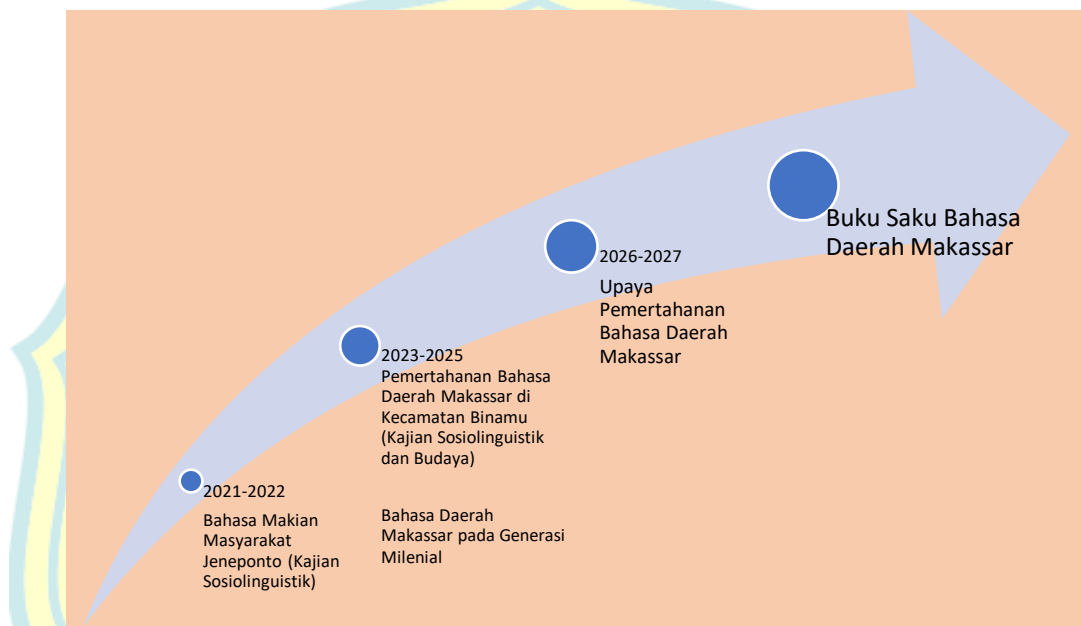 2021-2022
Bahasa Makian
Masyarakat
Jeneponto (Kajian
Sosiolinguistik)
2023-2025
Pemertahanan Bahasa
Daerah Makassar di
Kecamatan Binamu
(Kajian Sosiolinguistik
dan Budaya)
Bahasa Daerah
Makassar pada Generasi
Milenial
2026-2027
Upaya
Pemertahanan
Bahasa Daerah
Makassar
Buku Saku Bahasa
Daerah Makassar